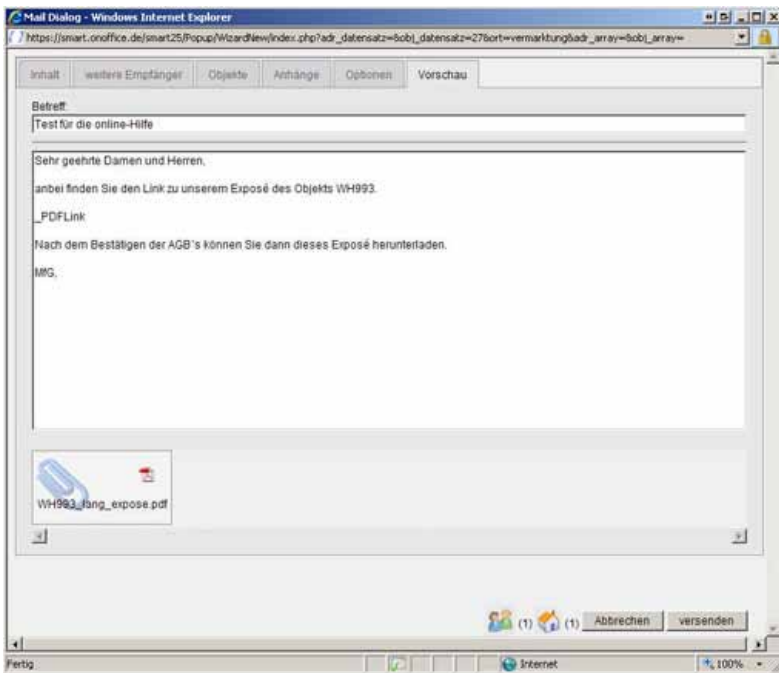 Mail Dialog - Windows Internet Explorer
https://smart.onoffice.de/smart25/Popup/WizardNew/index.php?adr_datensatz=&obj_datensatz=27&ort=vermarktung&adr_array=&obj_array=
Inhalt weitere Empfänger Objekte Anhänge Optionen Vorschau
Betreff:
Test für die online-Hilfe
Sehr geehrte Damen und Herren,
anbei finden Sie den Link zu unserem Exposé des Objekts WH993.
_PDFLink
Nach dem Bestätigen der AGB`s können Sie dann dieses Exposé herunterladen.
MfG,
WH993_lang_expose.pdf
(1) (1) Abbrechen versenden
Fertig Internet 100%